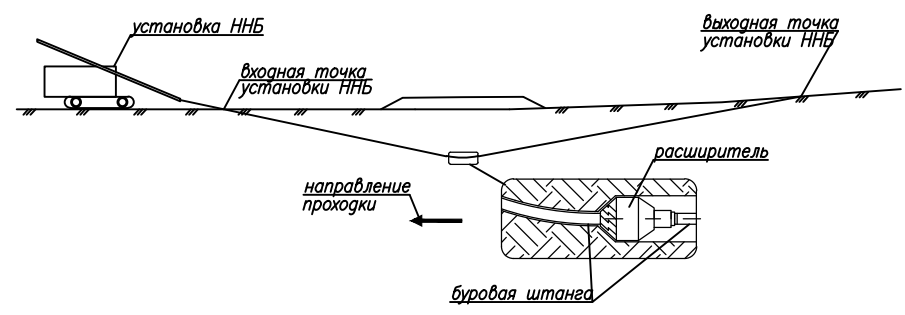 установка ННБ
выходная точка
установки ННБ
входная точка
установки ННБ
расширитель
направление
проходки
буровая штанга